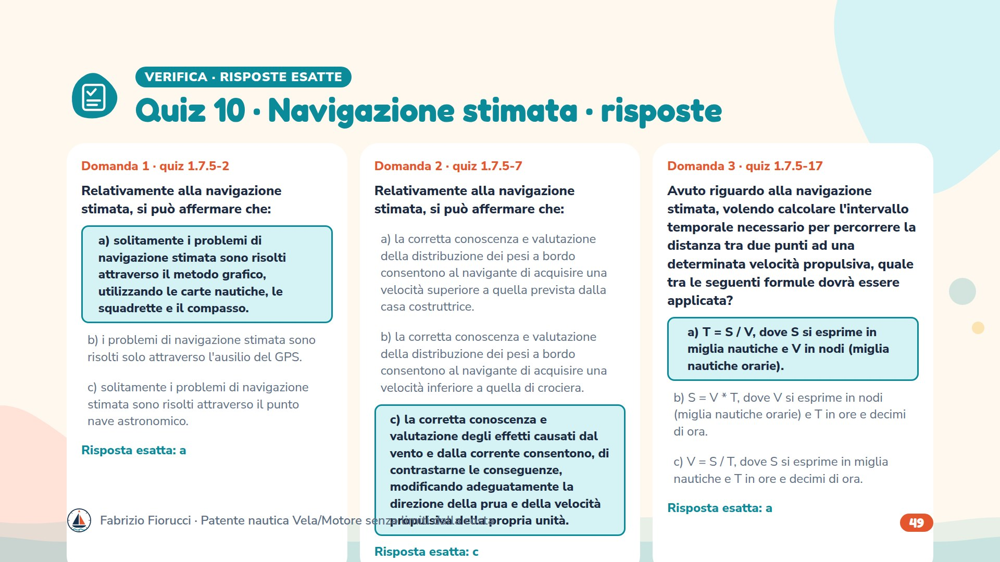 VERIFICA · RISPOSTE ESATTE
Quiz 10 · Navigazione stimata · risposte
Domanda 1 · quiz 1.7.5-2
Relativamente alla navigazione
stimata, si può affermare che:
a) solitamente i problemi di
navigazione stimata sono risolti
attraverso il metodo grafico,
utilizzando le carte nautiche, le
squadrette e il compasso.
b) i problemi di navigazione stimata sono
risolti solo attraverso l'ausilio del GPS.
c) solitamente i problemi di navigazione
stimata sono risolti attraverso il punto
nave astronomico.
Risposta esatta: a
Domanda 2 · quiz 1.7.5-7
Relativamente alla navigazione
stimata, si può affermare che:
a) la corretta conoscenza e valutazione
della distribuzione dei pesi a bordo
consentono al navigante di acquisire una
velocità superiore a quella prevista dalla
casa costruttrice.
b) la corretta conoscenza e valutazione
della distribuzione dei pesi a bordo
consentono al navigante di acquisire una
velocità inferiore a quella di crociera.
c) la corretta conoscenza e
valutazione degli effetti causati dal
vento e dalla corrente consentono, di
contrastarne le conseguenze,
modificando adeguatamente la
direzione della prua e della velocità
propulsiva della propria unità.
Risposta esatta: c
Domanda 3 · quiz 1.7.5-17
Avuto riguardo alla navigazione
stimata, volendo calcolare l'intervallo
temporale necessario per percorrere la
distanza tra due punti ad una
determinata velocità propulsiva, quale
tra le seguenti formule dovrà essere
applicata?
a) T = S / V, dove S si esprime in
miglia nautiche e V in nodi (miglia
nautiche orarie).
b) S = V * T, dove V si esprime in nodi
(miglia nautiche orarie) e T in ore e decimi
di ora.
c) V = S / T, dove S si esprime in miglia
nautiche e T in ore e decimi di ora.
Risposta esatta: a
Fabrizio Fiorucci · Patente nautica Vela/Motore senza limiti dalla costa
49